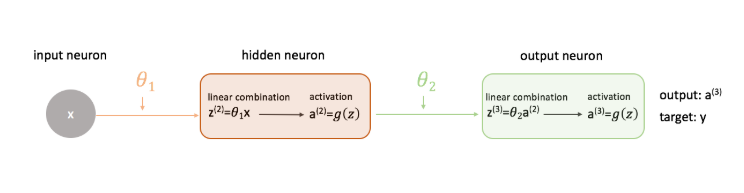 input neuron
hidden neuron
output neuron
θ₁
θ₂
linear combination activation
z⁽²⁾=θ₁x a⁽²⁾=g(z)
linear combination activation
z⁽³⁾=θ₂a⁽²⁾ a⁽³⁾=g(z)
x
output: a⁽³⁾
target: y